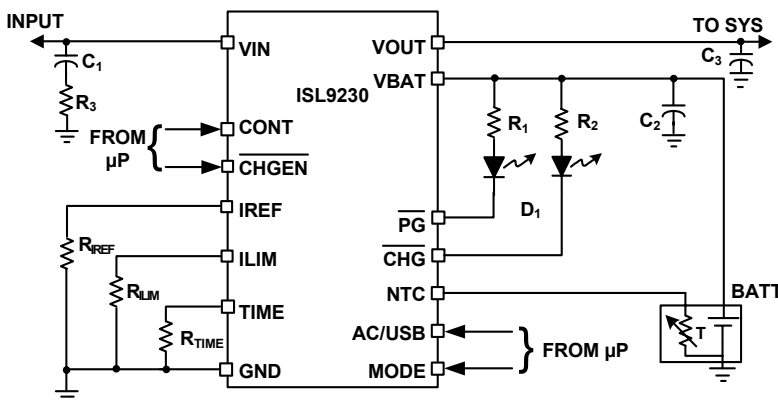 INPUT
TO SYS
VIN
VOUT
C1
C3
VBAT
ISL9230
R3
R1
R2
C2
CONT
FROM
µP
CHGEN
IREF
PG
D1
RIREF
ILIM
CHG
RILIM
NTC
BATT
TIME
AC/USB
T
RTIME
FROM µP
GND
MODE